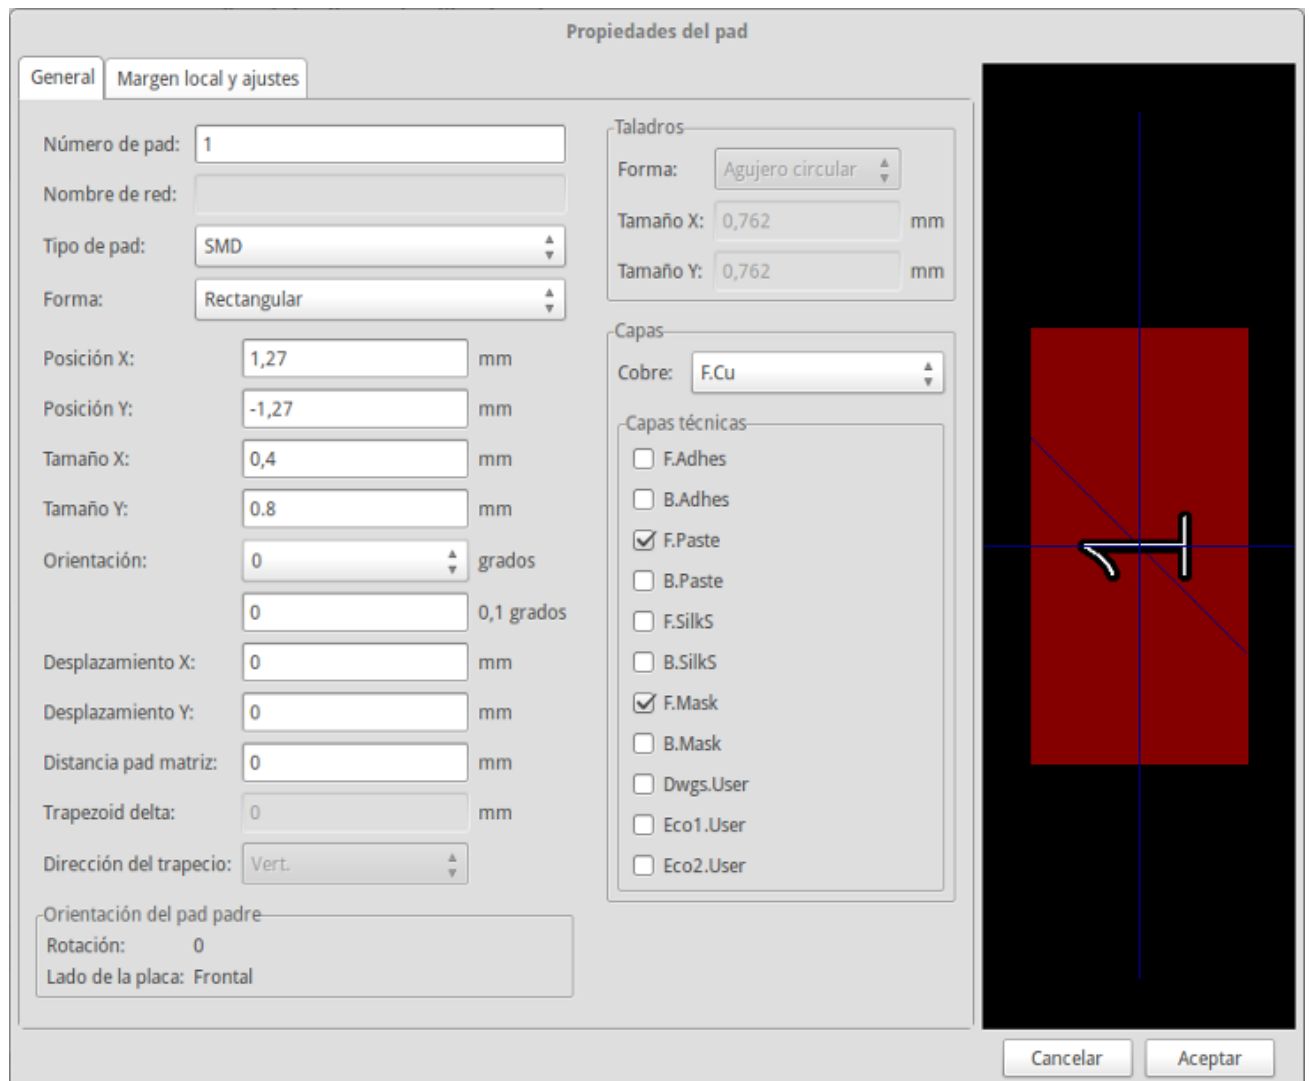 Propiedades del pad
General
Margen local y ajustes
Número de pad: 1
Nombre de red:
Tipo de pad: SMD
Forma: Rectangular
Posición X: 1,27 mm
Posición Y: -1,27 mm
Tamaño X: 0,4 mm
Tamaño Y: 0.8 mm
Orientación: 0 grados
0 0,1 grados
Desplazamiento X: 0 mm
Desplazamiento Y: 0 mm
Distancia pad matriz: 0 mm
Trapezoid delta: 0 mm
Dirección del trapecio: Vert.
Orientación del pad padre
Rotación: 0
Lado de la placa: Frontal
Taladros
Forma: Agujero circular
Tamaño X: 0,762 mm
Tamaño Y: 0,762 mm
Capas
Cobre: F.Cu
Capas técnicas
F.Adhes
B.Adhes
F.Paste
B.Paste
F.SilkS
B.SilkS
F.Mask
B.Mask
Dwgs.User
Eco1.User
Eco2.User
1
Cancelar
Aceptar